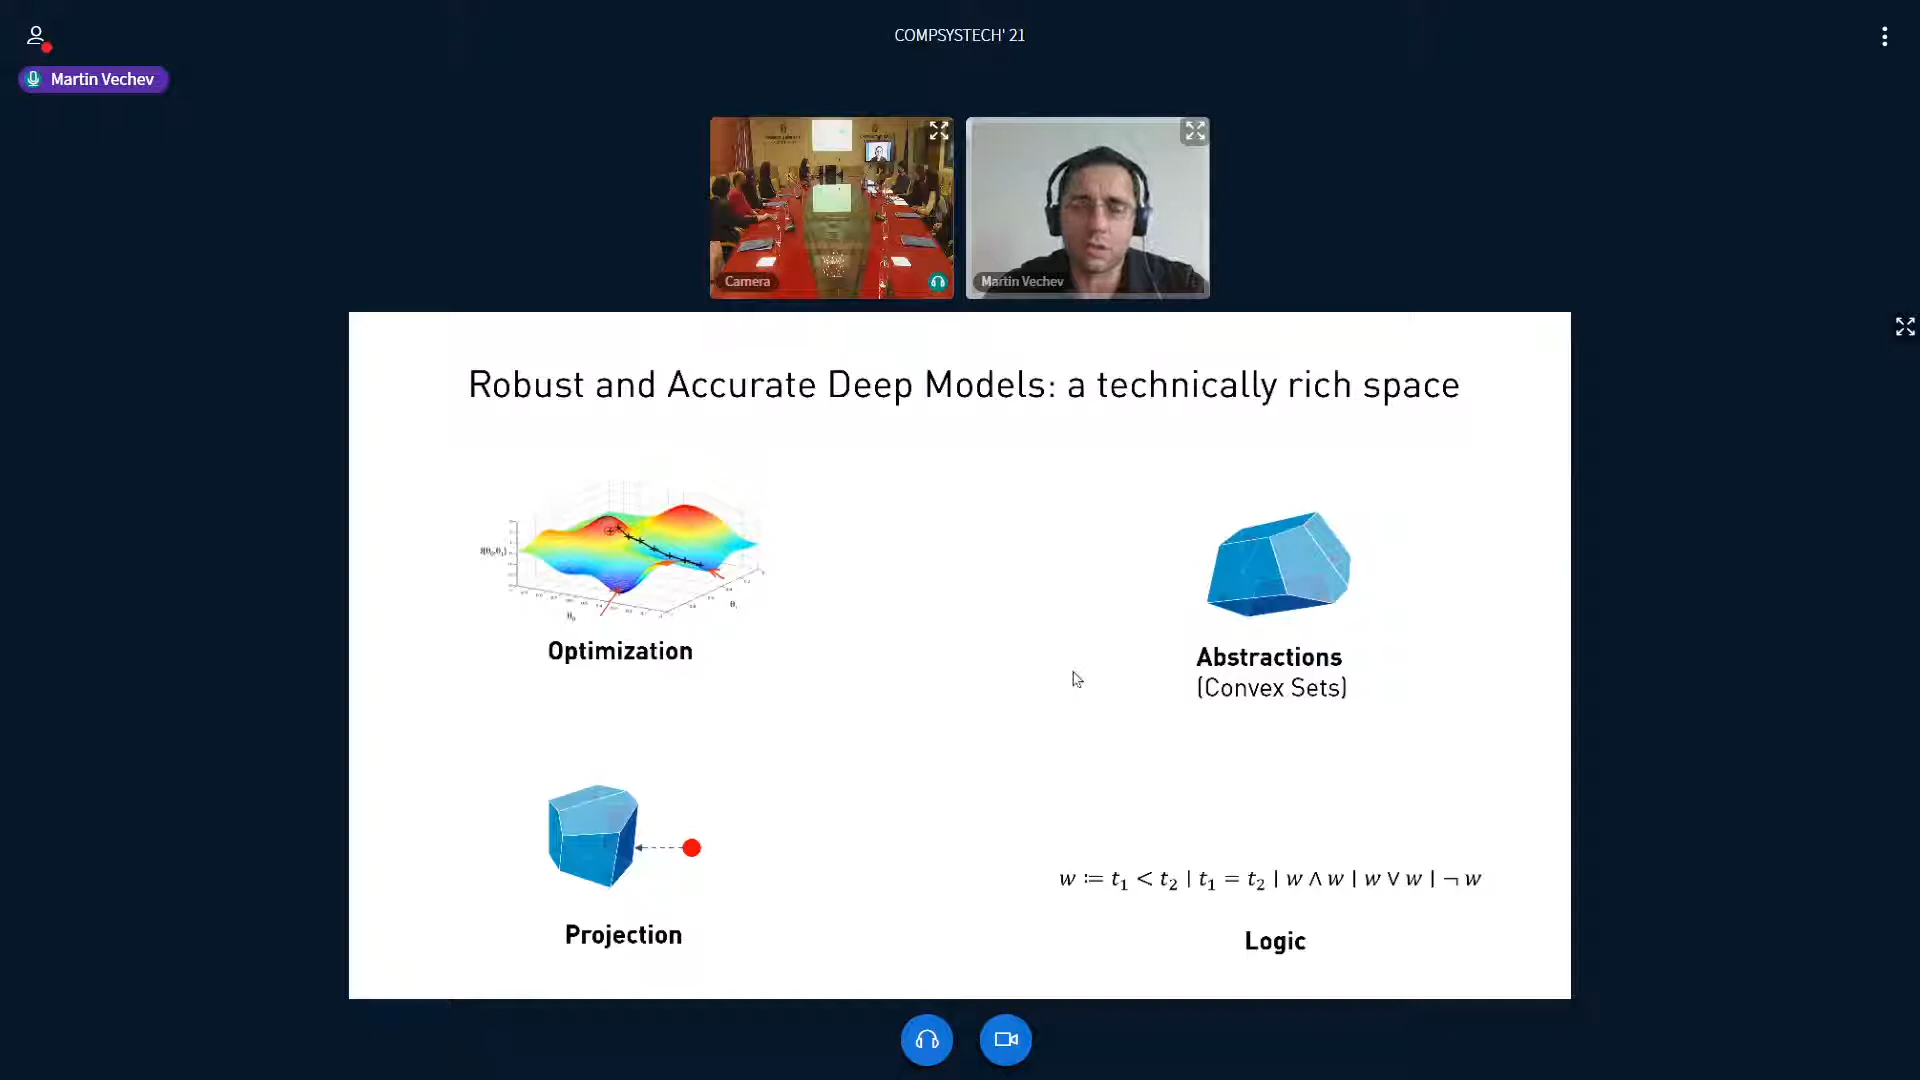 COMPSYSTECH' 21
Martin Vechev
Camera
Martin Vechev
Robust and Accurate Deep Models: a technically rich space
Optimization
Abstractions
(Convex Sets)
Projection
w ≔ t₁ < t₂ | t₁ = t₂ | w ∧ w | w ∨ w | ¬ w
Logic